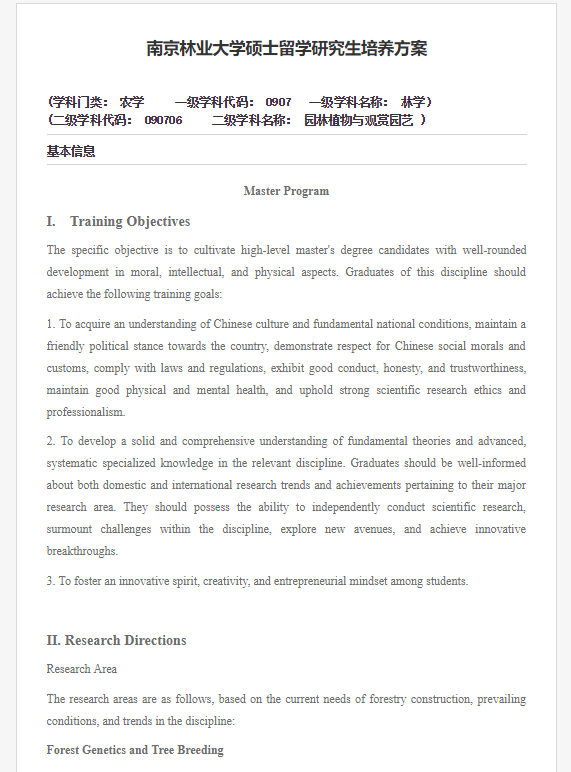 南京林业大学硕士留学研究生培养方案
(学科门类： 农学 一级学科代码： 0907 一级学科名称： 林学)
(二级学科代码： 090706 二级学科名称： 园林植物与观赏园艺 )
基本信息
Master Program
I. Training Objectives
The specific objective is to cultivate high-level master's degree candidates with well-rounded
development in moral, intellectual, and physical aspects. Graduates of this discipline should
achieve the following training goals:
1. To acquire an understanding of Chinese culture and fundamental national conditions, maintain a
friendly political stance towards the country, demonstrate respect for Chinese social morals and
customs, comply with laws and regulations, exhibit good conduct, honesty, and trustworthiness,
maintain good physical and mental health, and uphold strong scientific research ethics and
professionalism.
2. To develop a solid and comprehensive understanding of fundamental theories and advanced,
systematic specialized knowledge in the relevant discipline. Graduates should be well-informed
about both domestic and international research trends and achievements pertaining to their major
research area. They should possess the ability to independently conduct scientific research,
surmount challenges within the discipline, explore new avenues, and achieve innovative
breakthroughs.
3. To foster an innovative spirit, creativity, and entrepreneurial mindset among students.
II. Research Directions
Research Area
The research areas are as follows, based on the current needs of forestry construction, prevailing
conditions, and trends in the discipline:
Forest Genetics and Tree Breeding